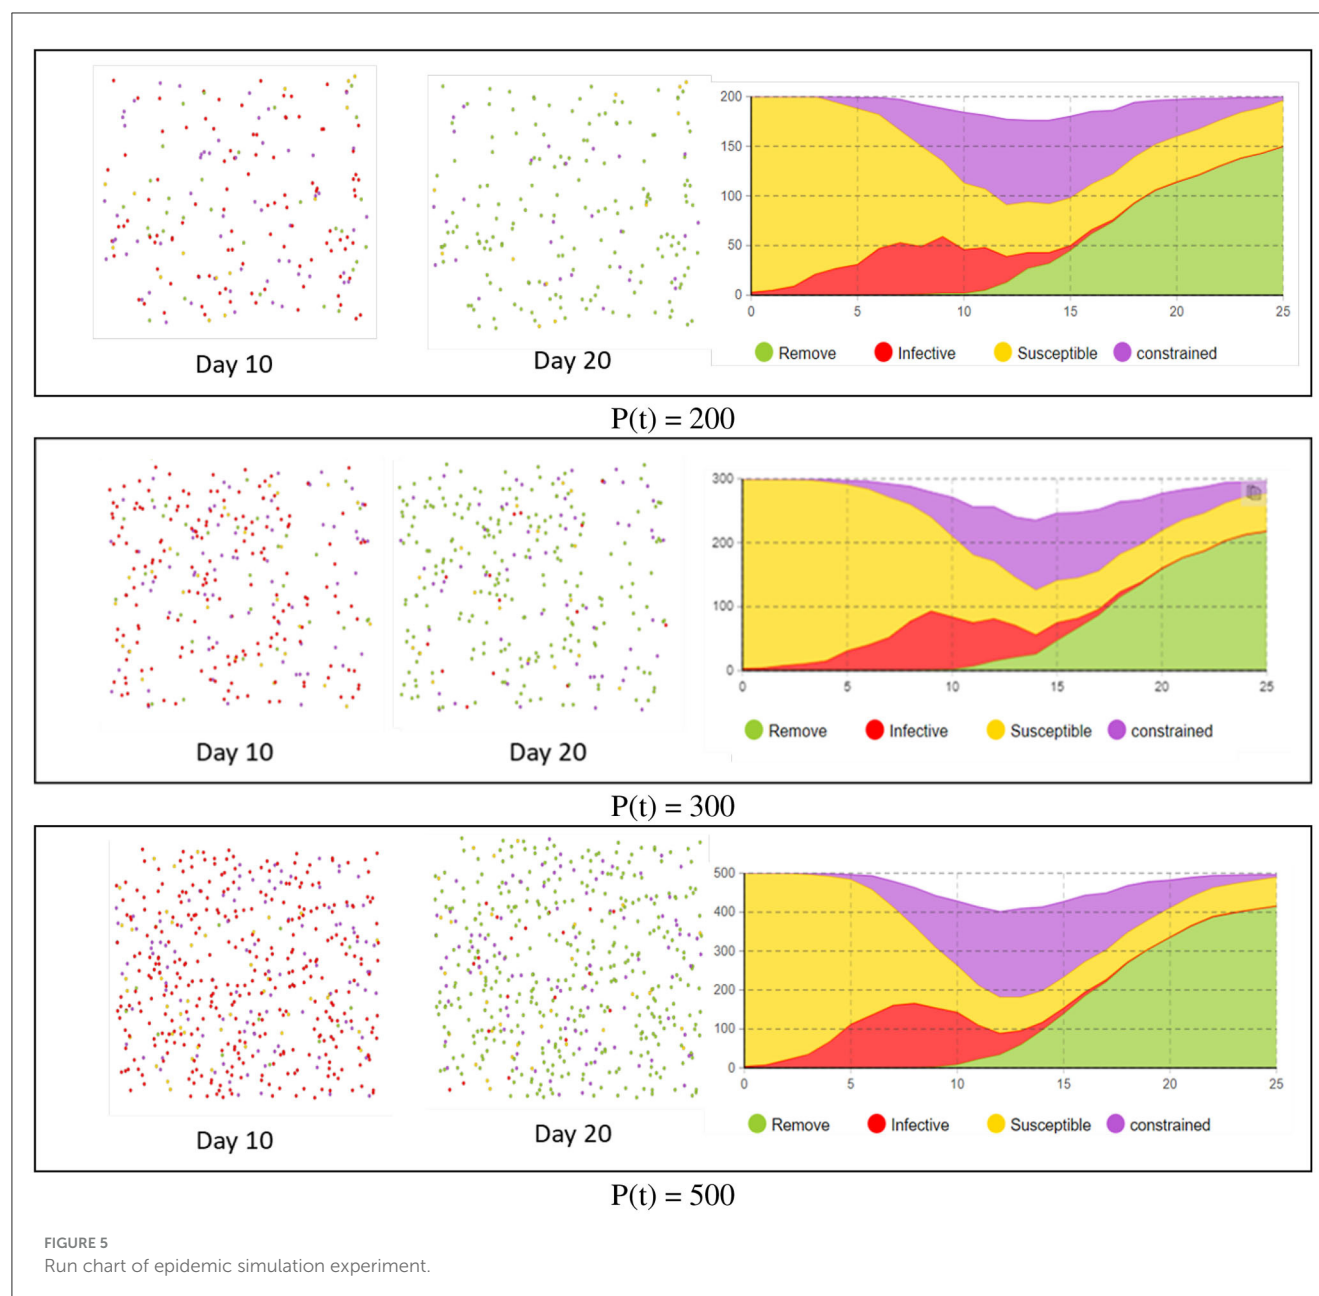 Day 10
Day 20
200
150
100
50
0
0 5 10 15 20 25
Remove Infective Susceptible constrained
P(t) = 200
Day 10
Day 20
300
200
100
0
0 5 10 15 20 25
Remove Infective Susceptible constrained
P(t) = 300
Day 10
Day 20
500
400
300
200
100
0
0 5 10 15 20 25
Remove Infective Susceptible constrained
P(t) = 500
FIGURE 5
Run chart of epidemic simulation experiment.